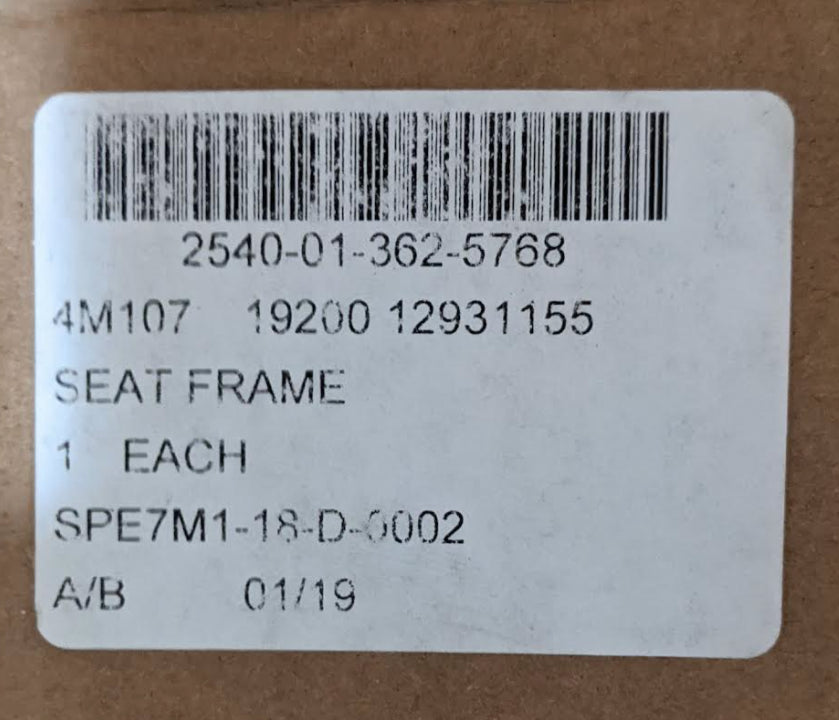 2540-01-362-5768
4M107 19200 12931155
SEAT FRAME
1 EACH
SPE7M1-18-D-0002
A/B 01/19